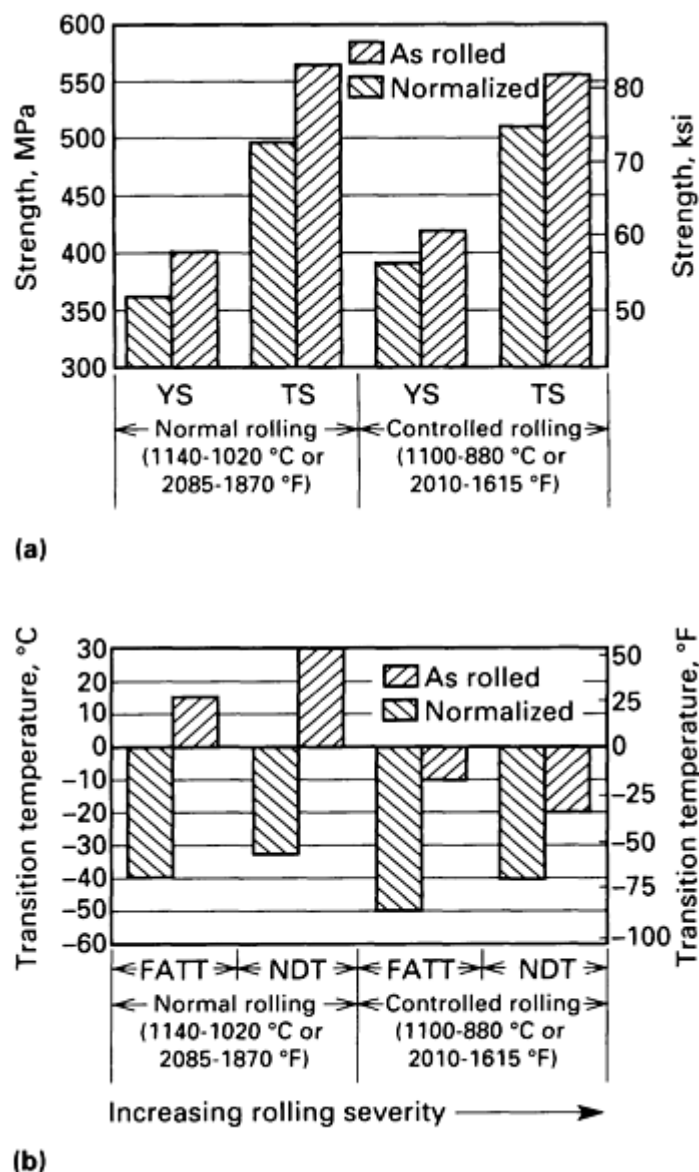 600
550
500
450
400
350
300
Strength, MPa
As rolled
Normalized
80
70
60
50
Strength, ksi
YS TS YS TS
Normal rolling Controlled rolling
(1140-1020 °C or (1100-880 °C or
2085-1870 °F) 2010-1615 °F)
(a)
30
20
10
0
−10
−20
−30
−40
−50
−60
Transition temperature, °C
As rolled
Normalized
50
25
0
−25
−50
−75
−100
Transition temperature, °F
FATT NDT FATT NDT
Normal rolling Controlled rolling
(1140-1020 °C or (1100-880 °C or
2085-1870 °F) 2010-1615 °F)
Increasing rolling severity
(b)